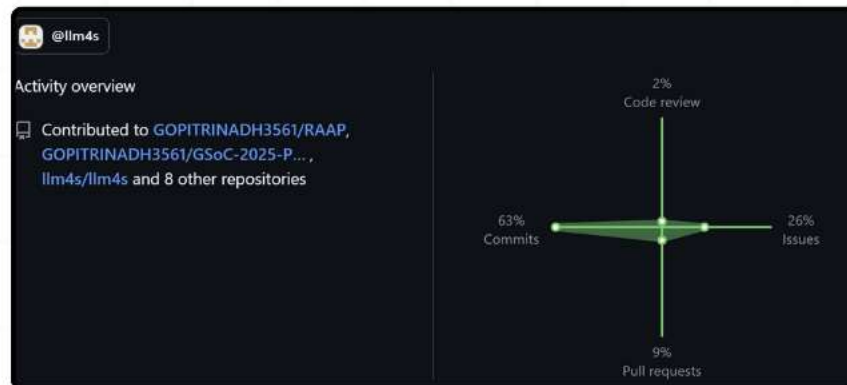 @llm4s
Activity overview
Contributed to GOPITRINADH3561/RAAP,
GOPITRINADH3561/GSoC-2025-P... ,
llm4s/llm4s and 8 other repositories
2%
Code review
63%
Commits
26%
Issues
9%
Pull requests